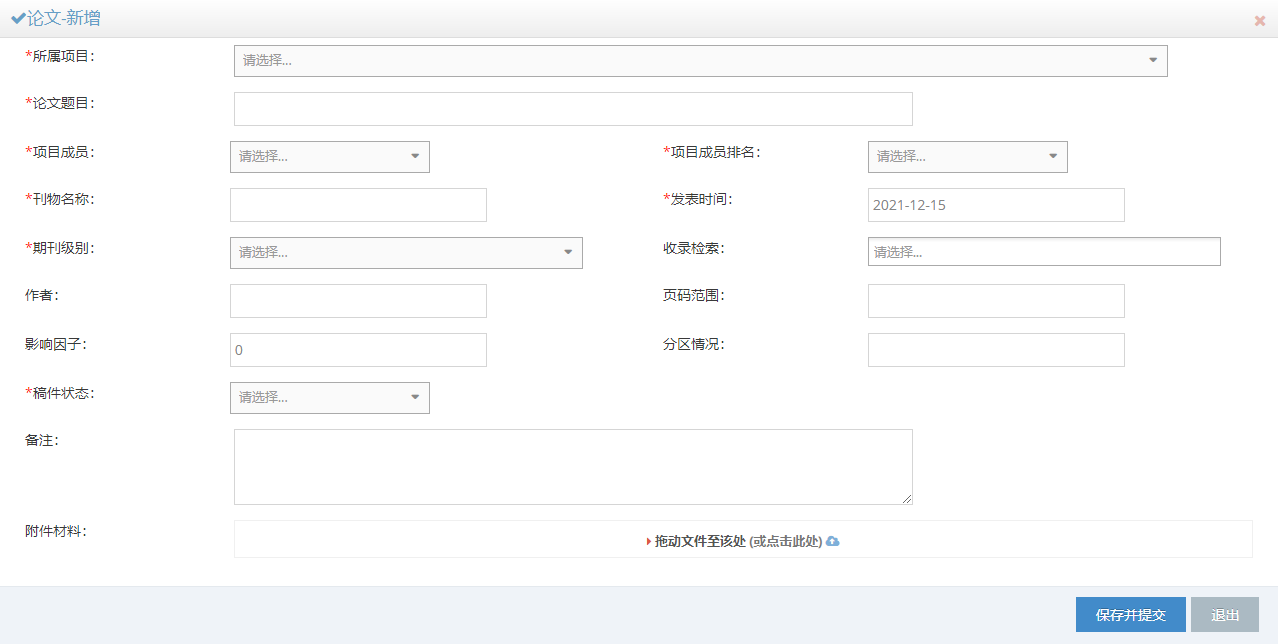 论文-新增
*所属项目： 请选择...
*论文题目：
*项目成员： 请选择... *项目成员排名： 请选择...
*刊物名称： *发表时间： 2021-12-15
*期刊级别： 请选择... 收录检索： 请选择...
作者： 页码范围：
影响因子： 0 分区情况：
*稿件状态： 请选择...
备注：
附件材料： 拖动文件至该处 (或点击此处)
保存并提交 退出